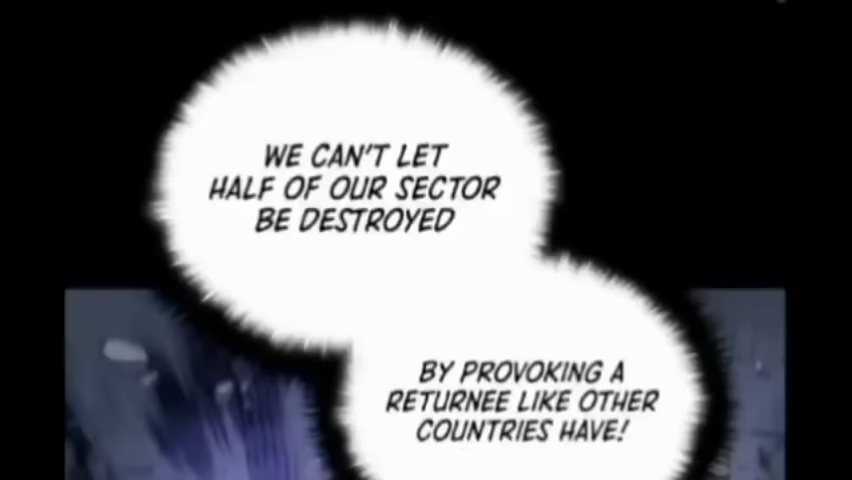 WE CAN'T LET
HALF OF OUR SECTOR
BE DESTROYED
BY PROVOKING A
RETURNEE LIKE OTHER
COUNTRIES HAVE!